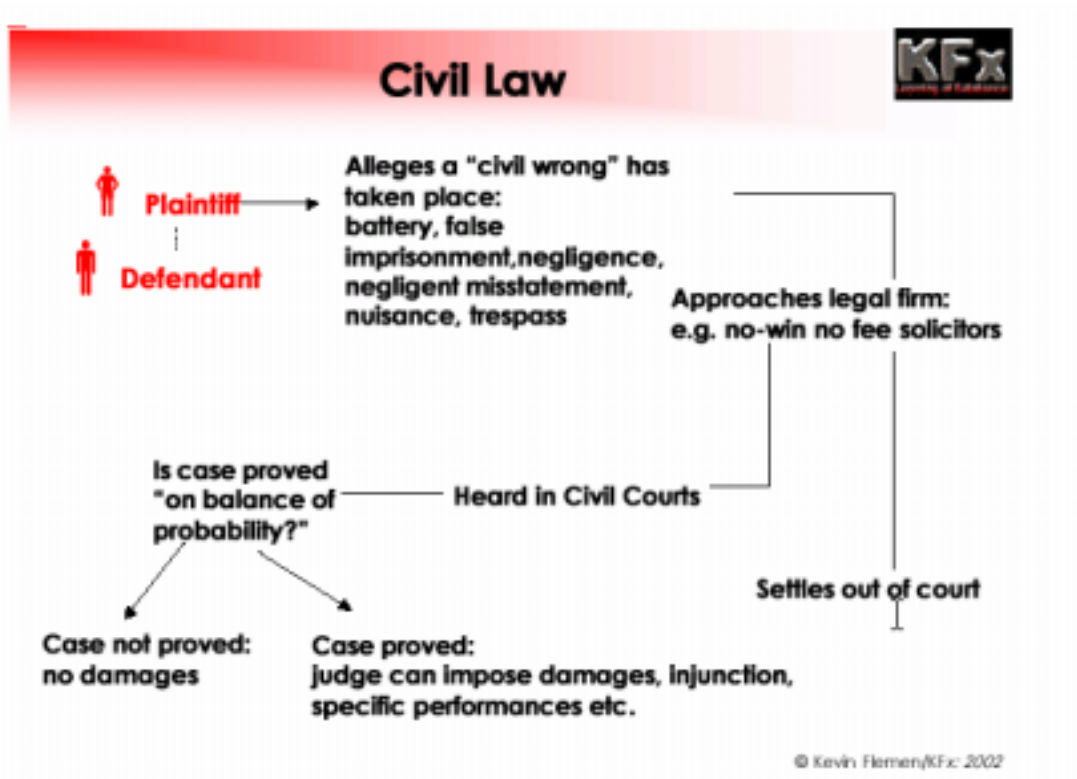 Civil Law
KFx
Plaintiff
Defendant
Alleges a "civil wrong" has
taken place:
battery, false
imprisonment,negligence,
negligent misstatement,
nuisance, trespass
Approaches legal firm:
e.g. no-win no fee solicitors
Is case proved
"on balance of
probability?"
Heard in Civil Courts
Settles out of court
Case not proved:
no damages
Case proved:
judge can impose damages, injunction,
specific performances etc.
© Kevin Flemen/KFx: 2002